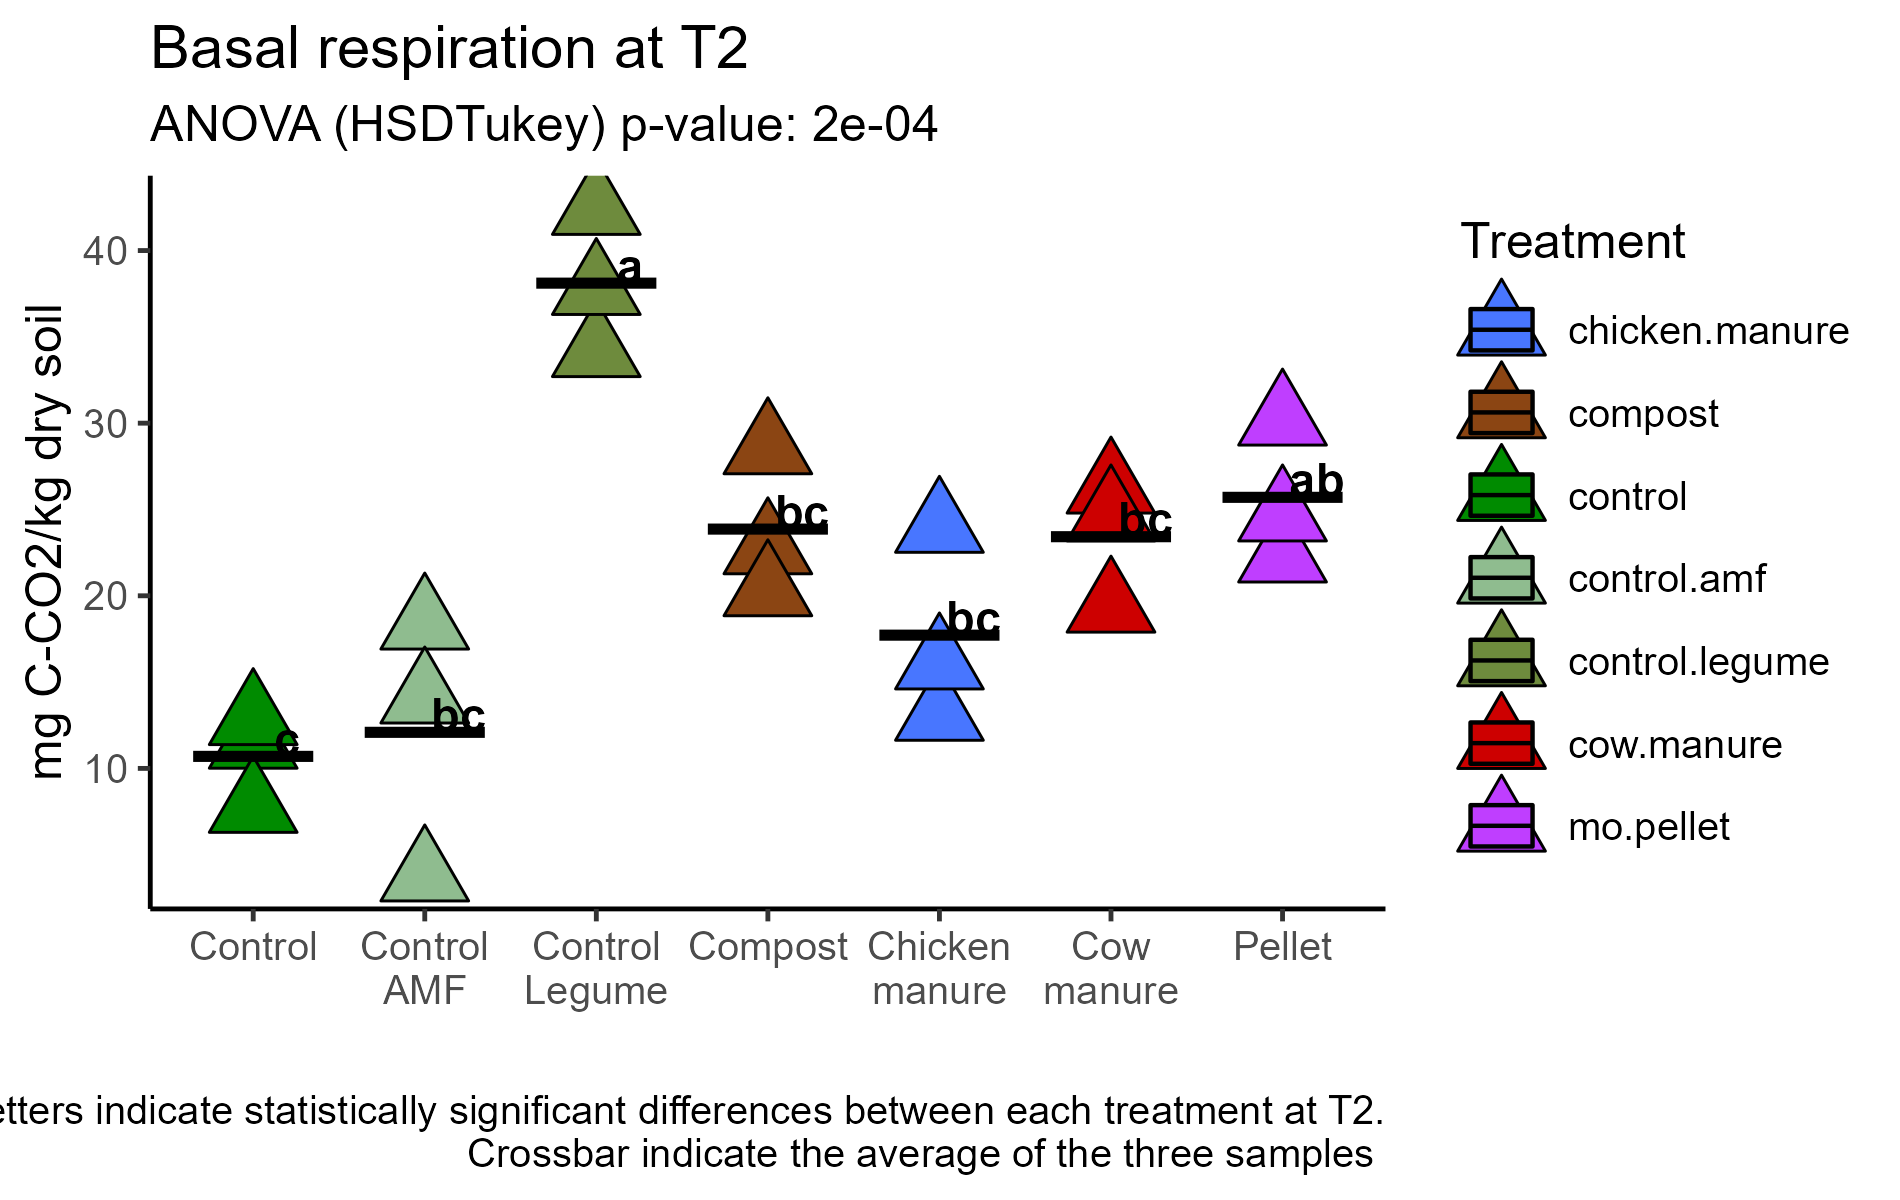 Basal respiration at T2
ANOVA (HSDTukey) p-value: 2e-04
mg C-CO2/kg dry soil
40
30
20
10
c
bc
a
bc
bc
bc
ab
Control
Control
AMF
Control
Legume
Compost
Chicken
manure
Cow
manure
Pellet
Treatment
chicken.manure
compost
control
control.amf
control.legume
cow.manure
mo.pellet
indicate statistically significant differences between each treatment at T2.
Crossbar indicate the average of the three samples